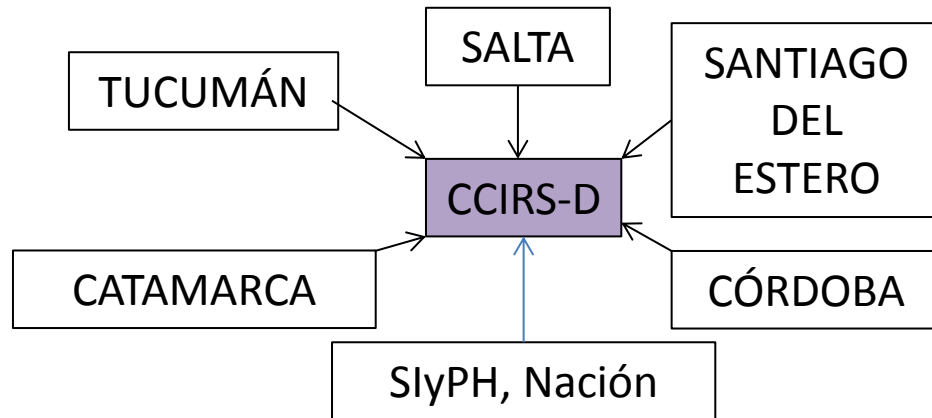 SALTA
TUCUMÁN
SANTIAGO
DEL
ESTERO
CCIRS-D
CATAMARCA
CÓRDOBA
SIyPH, Nación